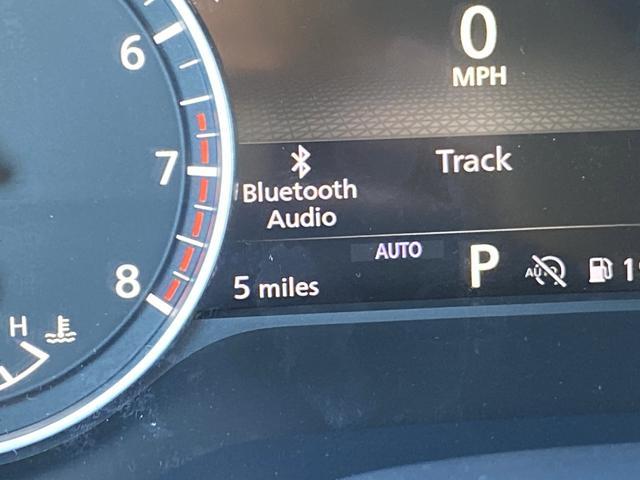 6
7
8
H
0
MPH
Bluetooth
Audio
Track
AUTO
5 miles
P